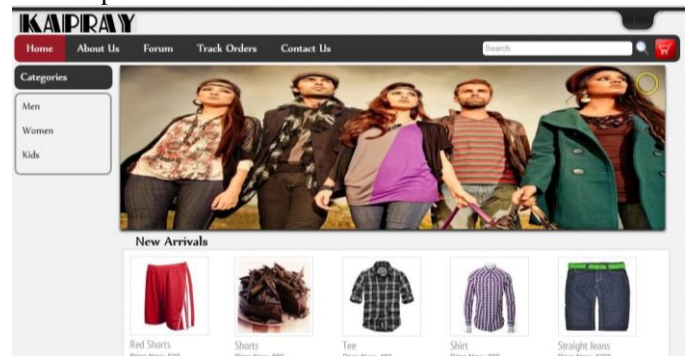 KAPRAY
Home About Us Forum Track Orders Contact Us Search
Categories
Men
Women
Kids
New Arrivals
Red Shorts Shorts Tee Shirt Straight Jeans